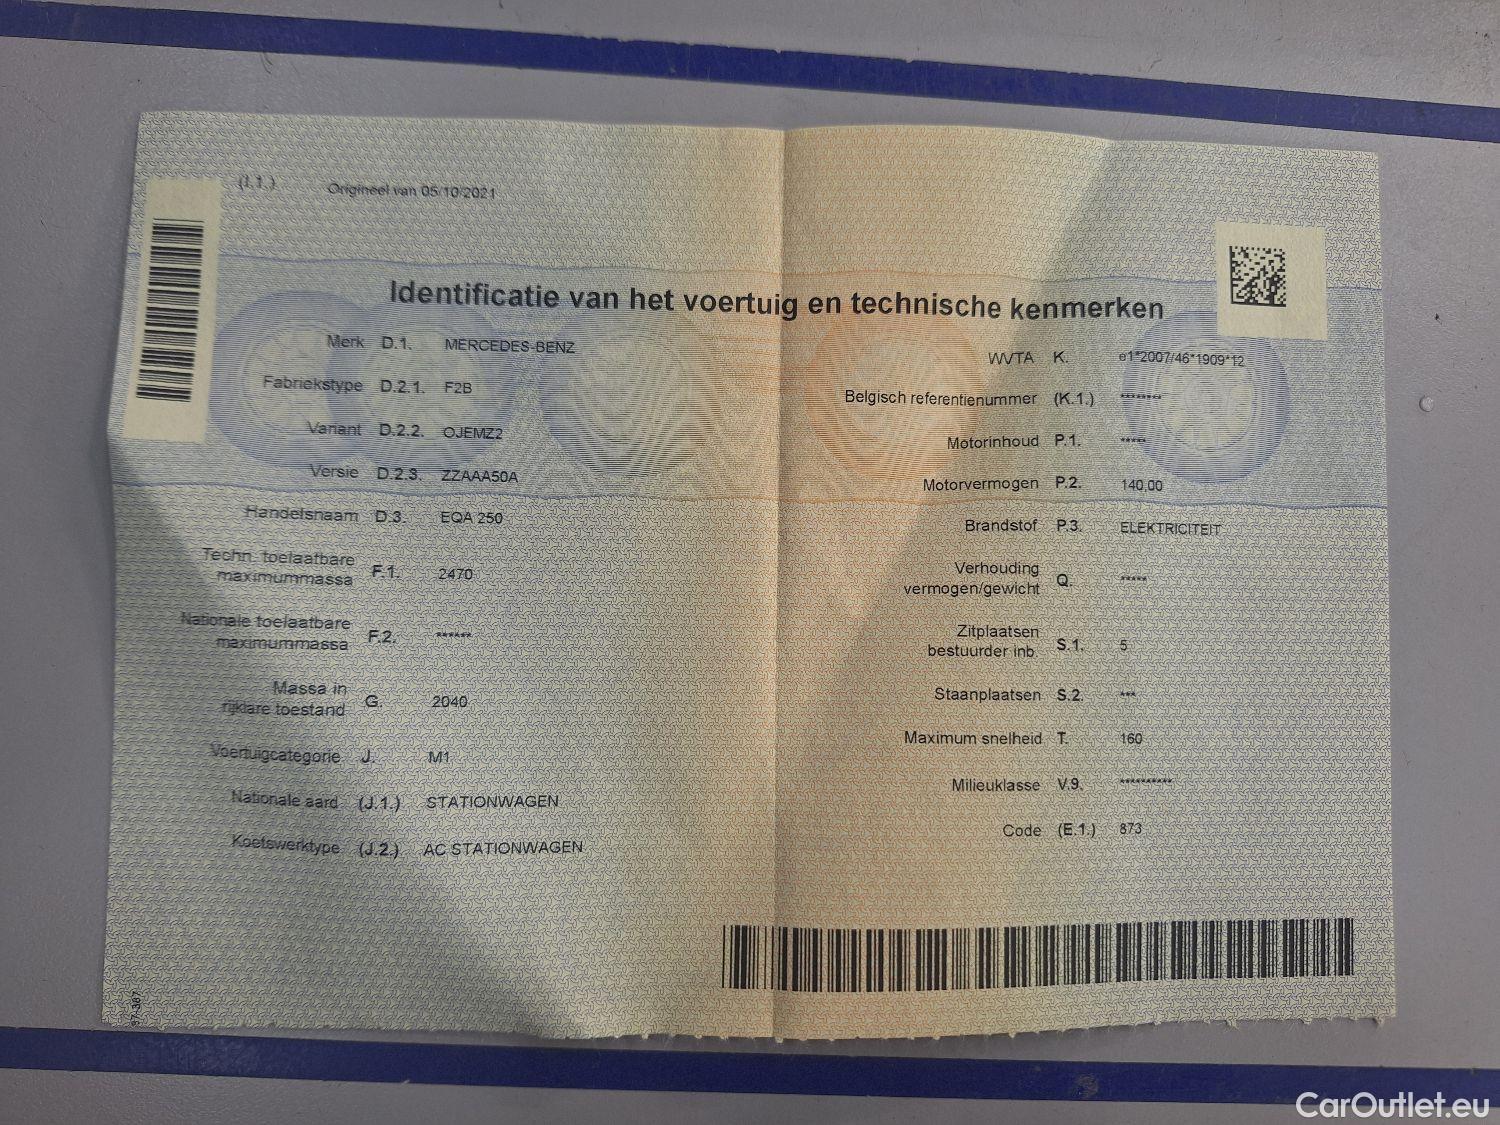 (I.1.) Origineel van 05/10/2021
Identificatie van het voertuig en technische kenmerken
Merk D.1. MERCEDES-BENZ
Fabriekstype D.2.1. F2B
Variant D.2.2. OJEMZ2
Versie D.2.3. ZZAAA50A
Handelsnaam D.3. EQA 250
Techn. toelaatbare
maximummassa F.1. 2470
Nationale toelaatbare
maximummassa F.2. ******
Massa in
rijklare toestand G. 2040
Voertuigcategorie J. M1
Nationale aard (J.1.) STATIONWAGEN
Koetswerktype (J.2.) AC STATIONWAGEN
WVTA K. e1*2007/46*1909*12
Belgisch referentienummer (K.1.) ********
Motorinhoud P.1. *****
Motorvermogen P.2. 140,00
Brandstof P.3. ELEKTRICITEIT
Verhouding
vermogen/gewicht Q. *****
Zitplaatsen
bestuurder inb. S.1. 5
Staanplaatsen S.2. ***
Maximum snelheid T. 160
Milieuklasse V.9. **********
Code (E.1.) 873
37-387
CarOutlet.eu